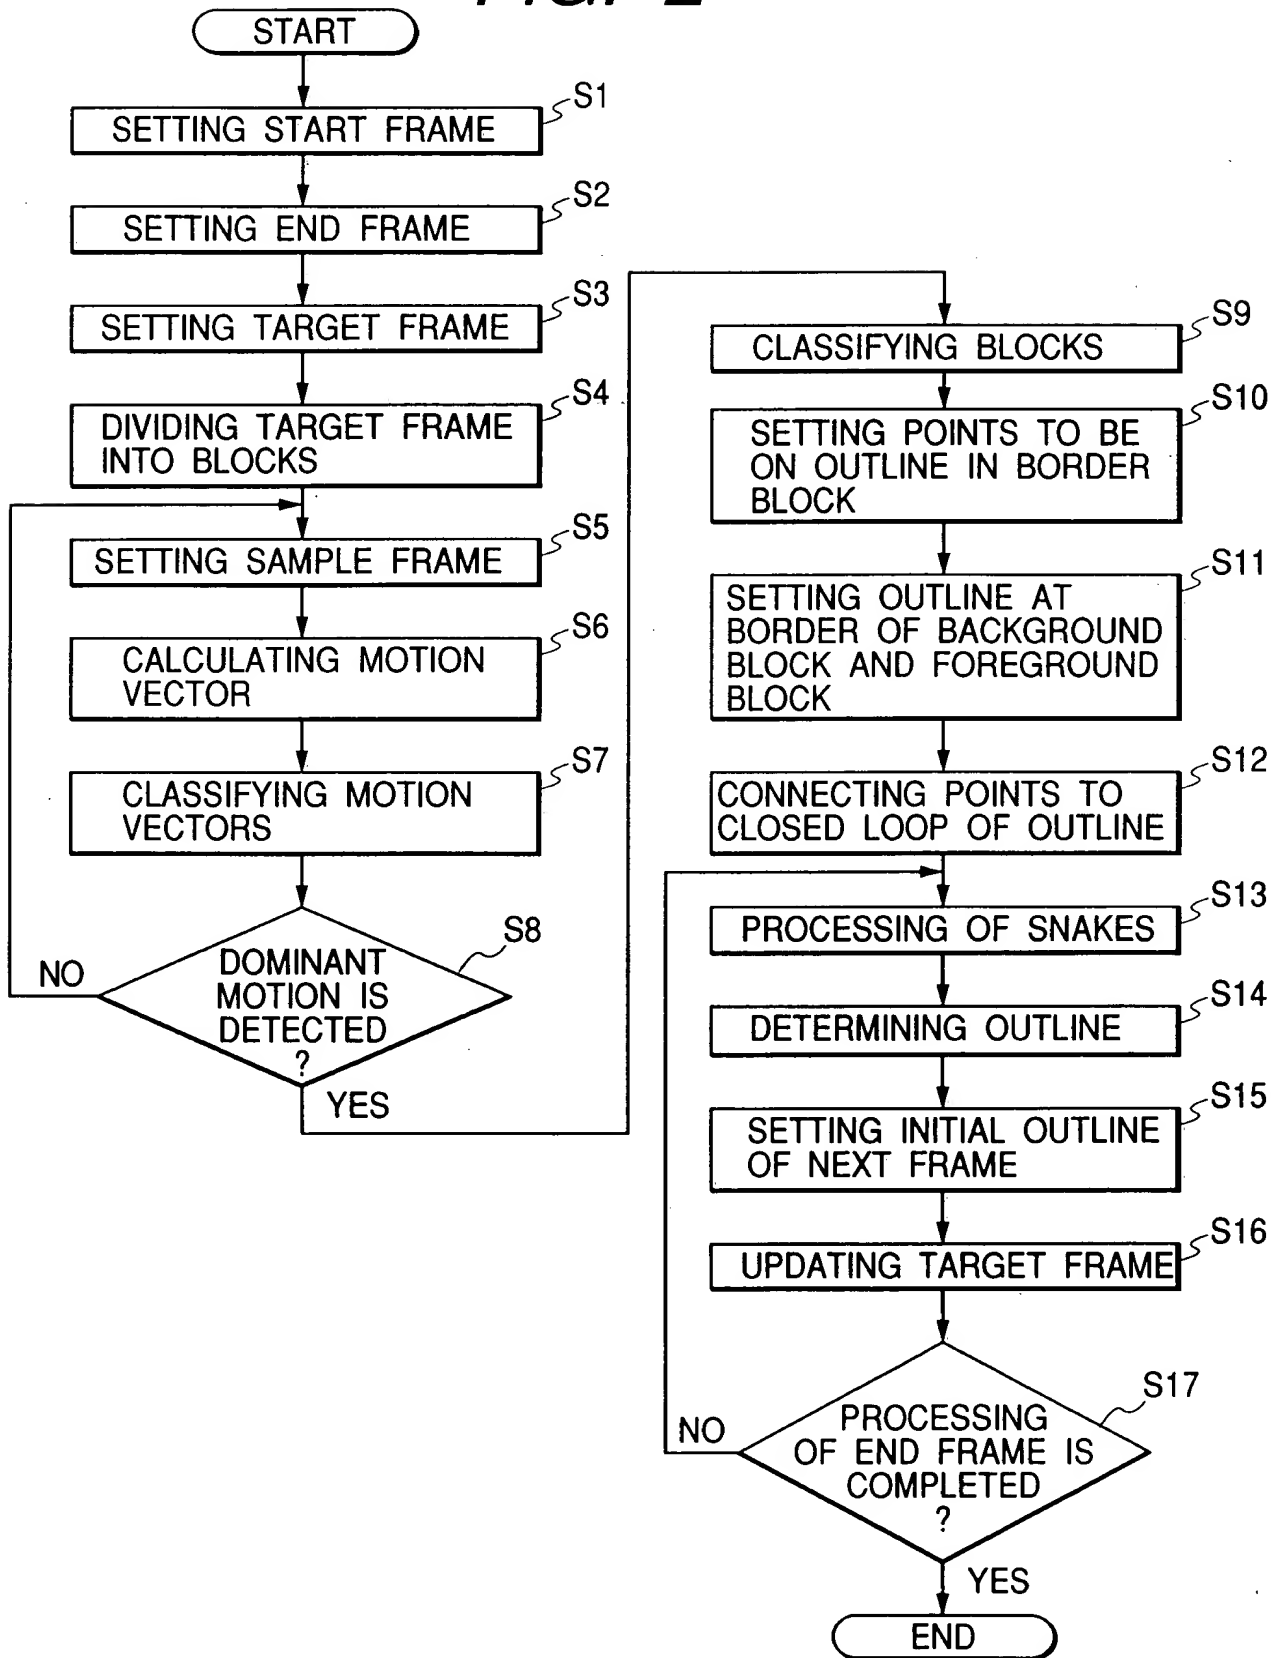 START
SETTING START FRAME
S1
SETTING END FRAME
S2
SETTING TARGET FRAME
S3
DIVIDING TARGET FRAME
INTO BLOCKS
S4
SETTING SAMPLE FRAME
S5
CALCULATING MOTION
VECTOR
S6
CLASSIFYING MOTION
VECTORS
S7
DOMINANT
MOTION IS
DETECTED
?
S8
NO
YES
CLASSIFYING BLOCKS
S9
SETTING POINTS TO BE
ON OUTLINE IN BORDER
BLOCK
S10
SETTING OUTLINE AT
BORDER OF BACKGROUND
BLOCK AND FOREGROUND
BLOCK
S11
CONNECTING POINTS TO
CLOSED LOOP OF OUTLINE
S12
PROCESSING OF SNAKES
S13
DETERMINING OUTLINE
S14
SETTING INITIAL OUTLINE
OF NEXT FRAME
S15
UPDATING TARGET FRAME
S16
PROCESSING
OF END FRAME IS
COMPLETED
?
S17
NO
YES
END